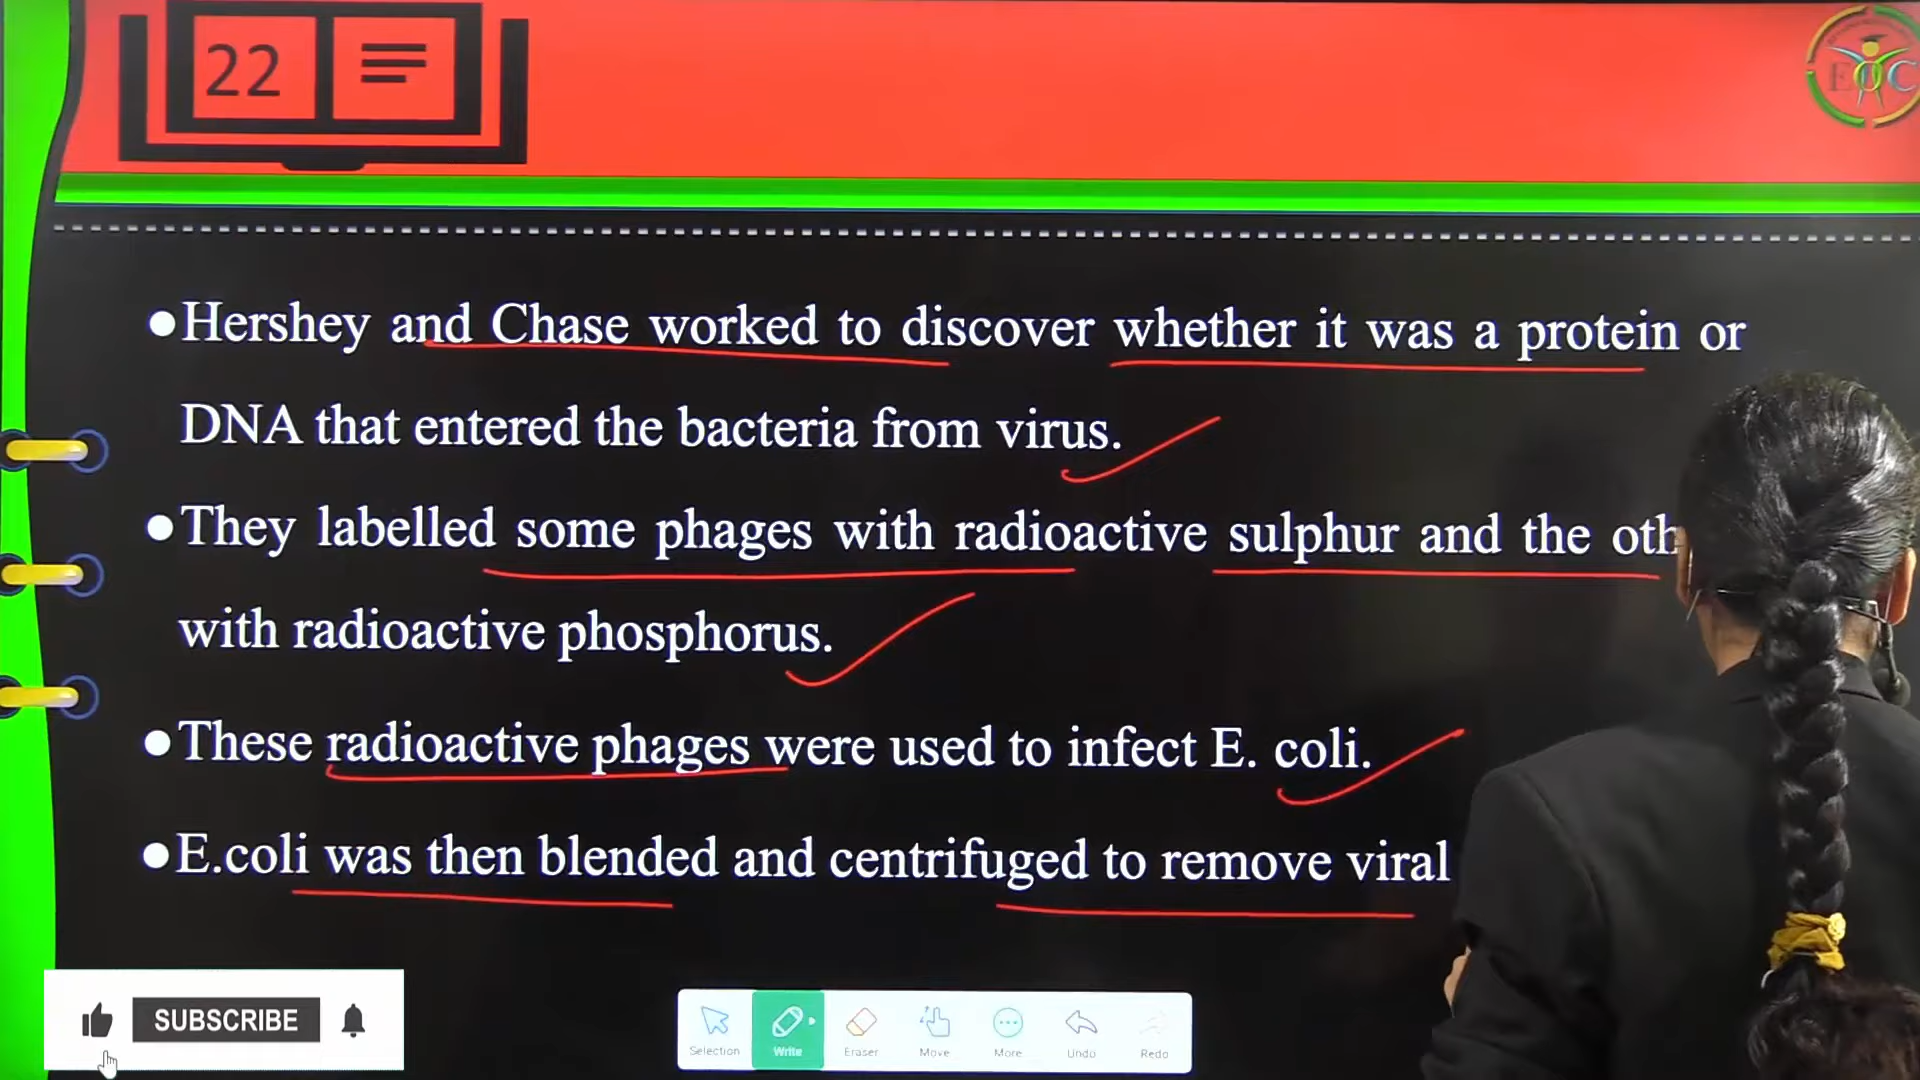 22
EOC
●Hershey and Chase worked to discover whether it was a protein or
DNA that entered the bacteria from virus.
●They labelled some phages with radioactive sulphur and the oth
with radioactive phosphorus.
●These radioactive phages were used to infect E. coli.
●E.coli was then blended and centrifuged to remove viral
SUBSCRIBE
Selection Write Eraser Move More Undo Redo